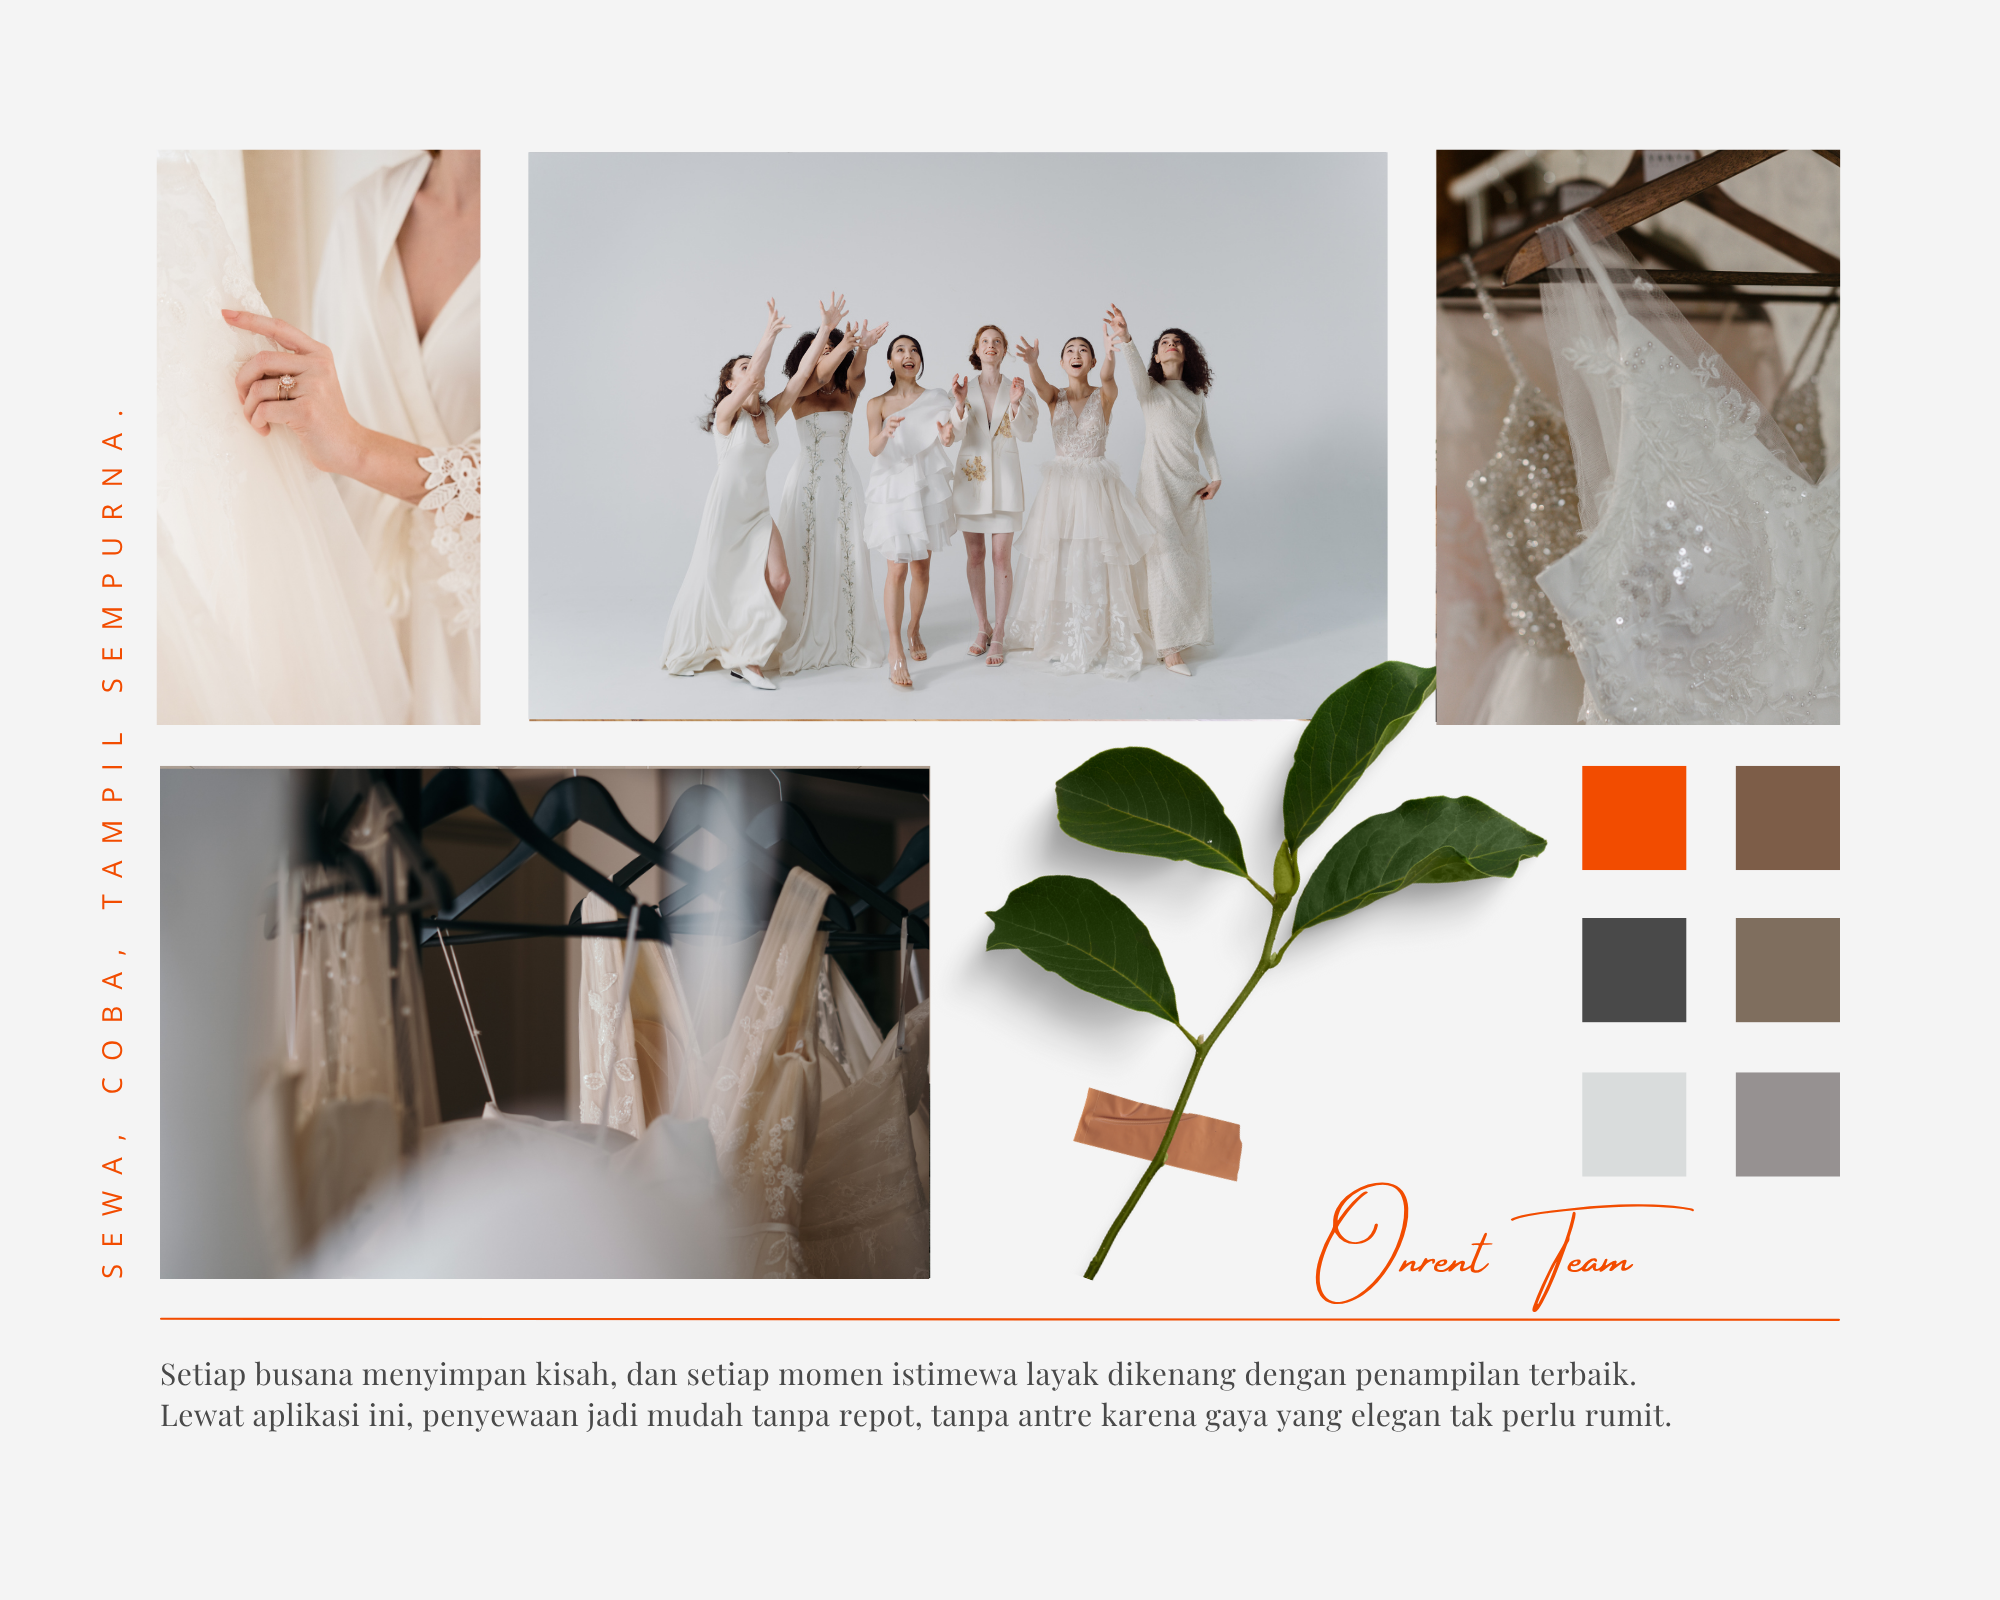 SEWA, COBA, TAMPIL SEMPURNA.
Onrent Team
Setiap busana menyimpan kisah, dan setiap momen istimewa layak dikenang dengan penampilan terbaik.
Lewat aplikasi ini, penyewaan jadi mudah tanpa repot, tanpa antre karena gaya yang elegan tak perlu rumit.